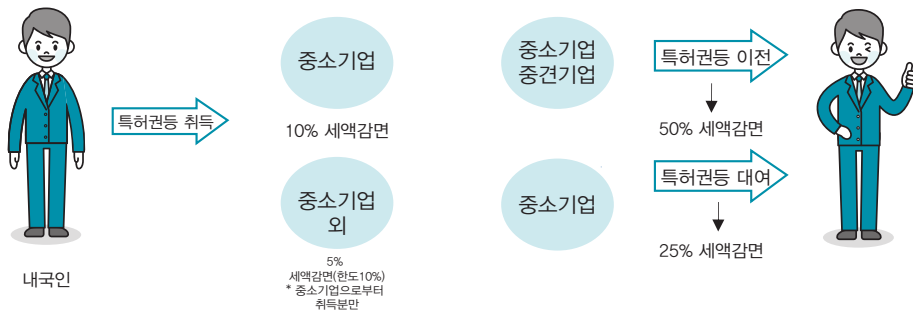 내국인
특허권등 취득
중소기업
10% 세액감면
중소기업
외
5%
세액감면(한도10%)
* 중소기업으로부터
취득분만
중소기업
중견기업
특허권등 이전
50% 세액감면
중소기업
특허권등 대여
25% 세액감면